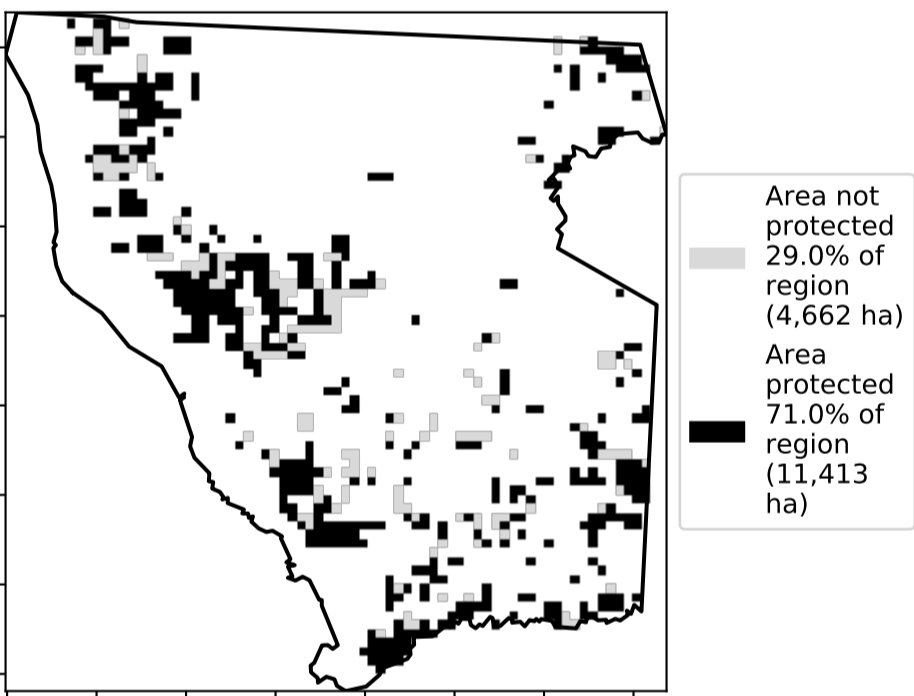 Area not
protected
29.0% of
region
(4,662 ha)
Area
protected
71.0% of
region
(11,413
ha)